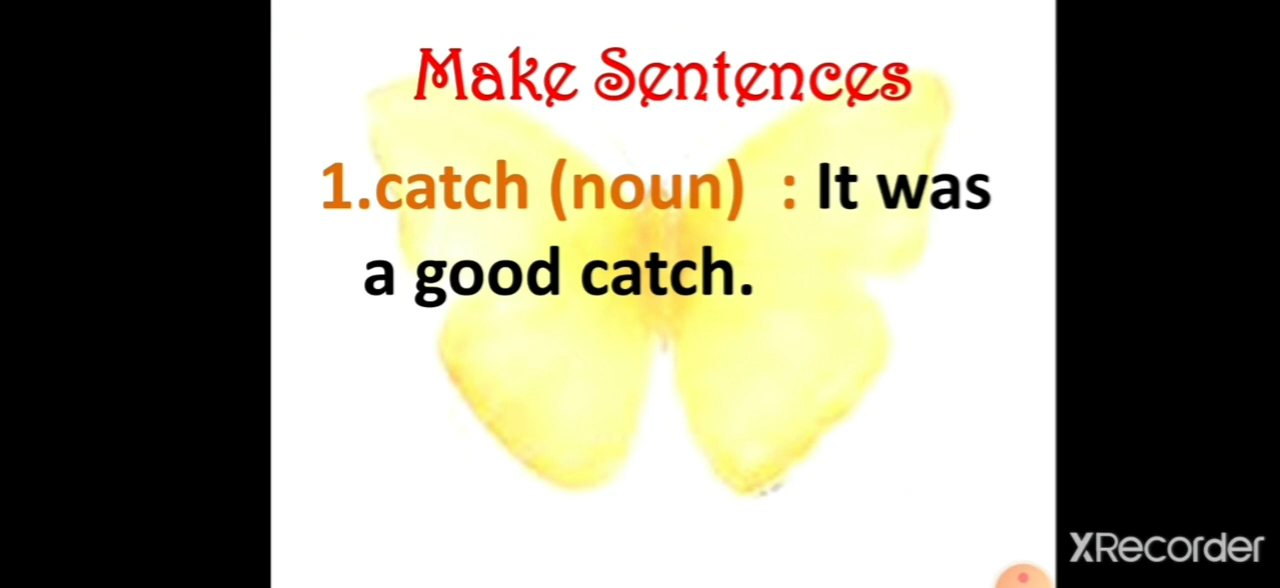 Make Sentences
1.catch (noun) : It was
a good catch.
XRecorder